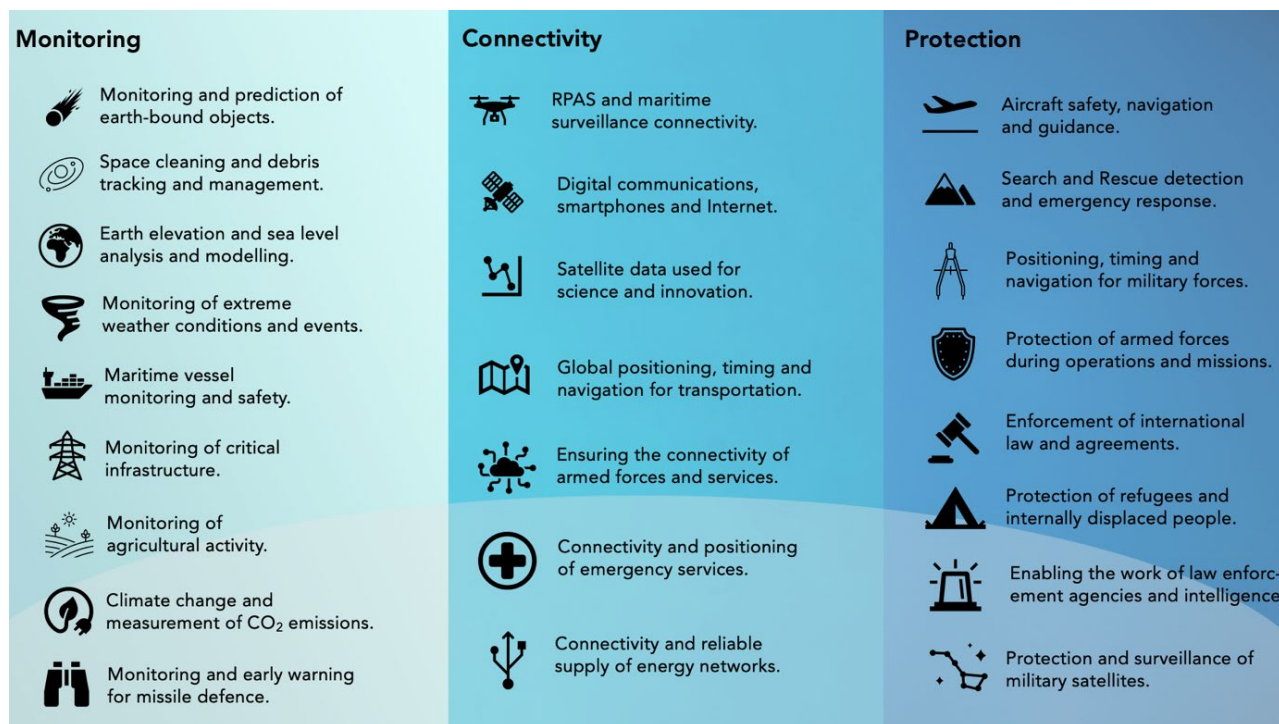 Monitoring
Monitoring and prediction of
earth-bound objects.
Space cleaning and debris
tracking and management.
Earth elevation and sea level
analysis and modelling.
Monitoring of extreme
weather conditions and events.
Maritime vessel
monitoring and safety.
Monitoring of critical
infrastructure.
Monitoring of
agricultural activity.
Climate change and
measurement of CO₂ emissions.
Monitoring and early warning
for missile defence.
Connectivity
RPAS and maritime
surveillance connectivity.
Digital communications,
smartphones and Internet.
Satellite data used for
science and innovation.
Global positioning, timing and
navigation for transportation.
Ensuring the connectivity of
armed forces and services.
Connectivity and positioning
of emergency services.
Connectivity and reliable
supply of energy networks.
Protection
Aircraft safety, navigation
and guidance.
Search and Rescue detection
and emergency response.
Positioning, timing and
navigation for military forces.
Protection of armed forces
during operations and missions.
Enforcement of international
law and agreements.
Protection of refugees and
internally displaced people.
Enabling the work of law enforc-
ement agencies and intelligence
Protection and surveillance of
military satellites.